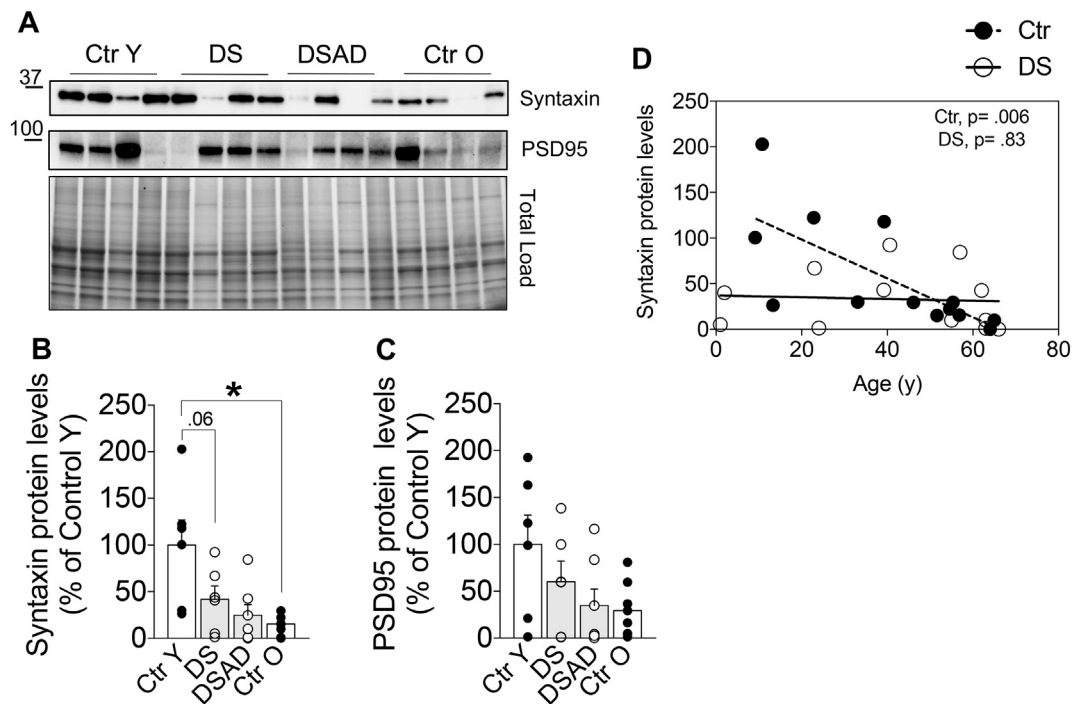 A
Ctr Y DS DSAD Ctr O
37
Syntaxin
100
PSD95
Total Load
B
Syntaxin protein levels
(% of Control Y)
250
200
150
100
50
0
*
.06
Ctr Y
DS
DSAD
Ctr O
C
PSD95 protein levels
(% of Control Y)
250
200
150
100
50
0
Ctr Y
DS
DSAD
Ctr O
D
Ctr
DS
Syntaxin protein levels
250
200
150
100
50
0
Ctr, p= .006
DS, p= .83
0 20 40 60 80
Age (y)